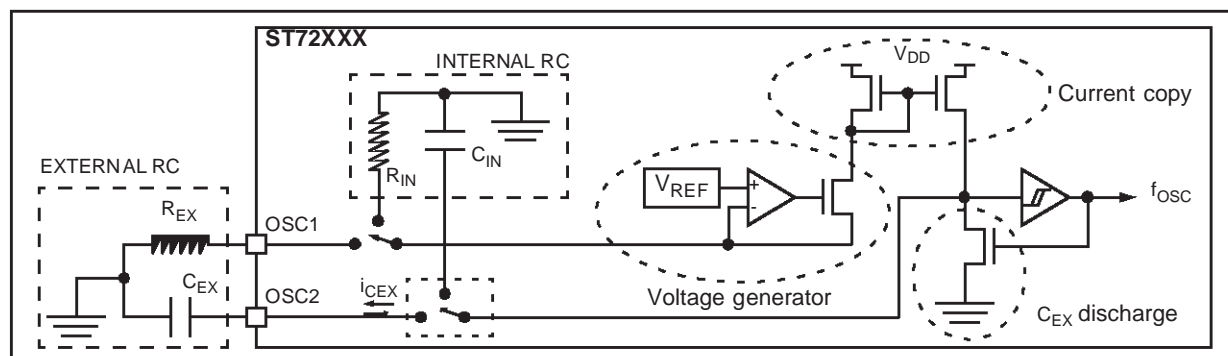 ST72XXX
INTERNAL RC
VDD
Current copy
CIN
RIN
EXTERNAL RC
REX
OSC1
VREF
+
-
fOSC
CEX
OSC2
iCEX
Voltage generator
CEX discharge